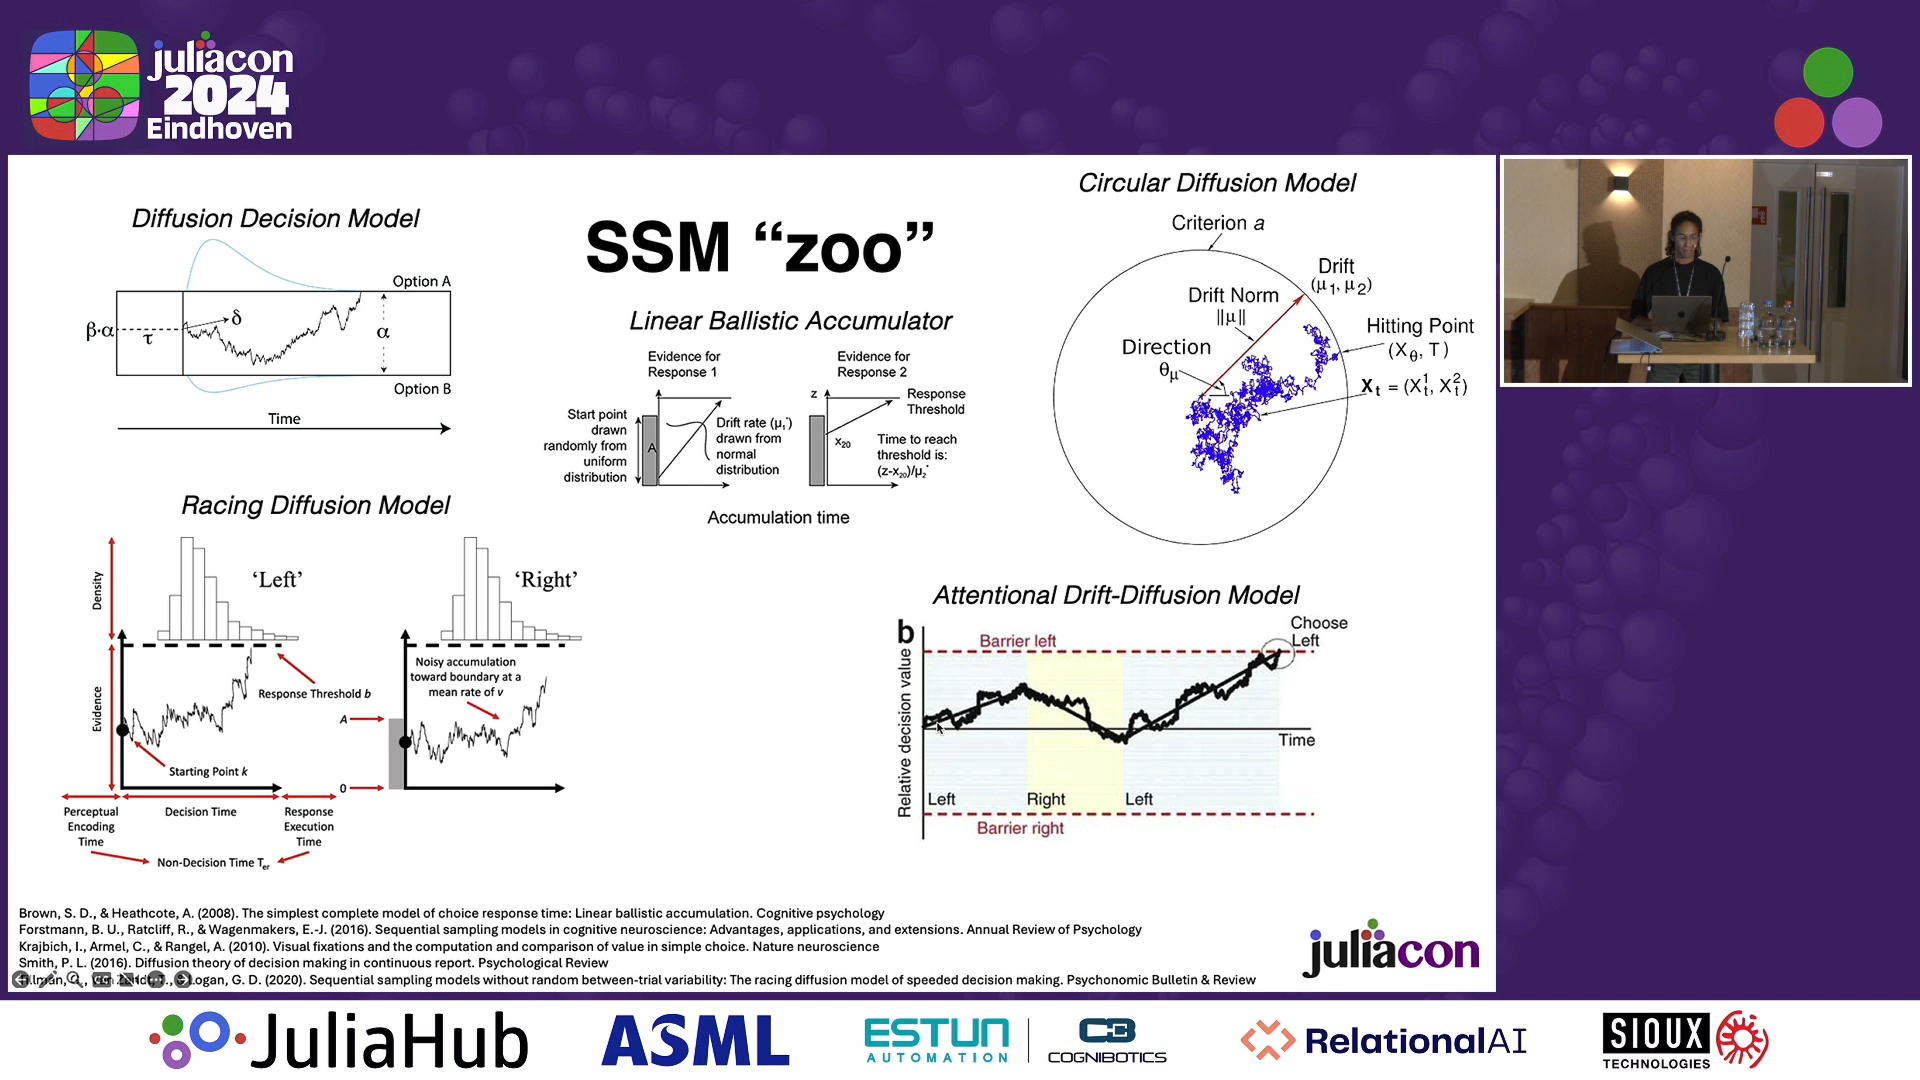 juliacon
2024
Eindhoven
Diffusion Decision Model
Option A
β·α
τ
δ
α
Option B
Time
SSM “zoo”
Linear Ballistic Accumulator
Evidence for
Response 1
Evidence for
Response 2
Start point
drawn
randomly from
uniform
distribution
A
Drift rate (μ₁*)
drawn from
normal
distribution
z
x₂₀
Response
Threshold
Time to reach
threshold is:
(z-x₂₀)/μ₂*
Accumulation time
Circular Diffusion Model
Criterion a
Drift
(μ₁, μ₂)
Drift Norm
||μ||
Direction
θμ
Hitting Point
(Xθ, T)
Xt = (Xt¹, Xt²)
Racing Diffusion Model
Density
‘Left’
‘Right’
Evidence
Response Threshold b
Starting Point k
Noisy accumulation
toward boundary at a
mean rate of v
A
0
Perceptual
Encoding
Time
Decision Time
Response
Execution
Time
Non-Decision Time Ter
Attentional Drift-Diffusion Model
b
Relative decision value
Barrier left
Choose
Left
Time
Left
Right
Left
Barrier right
Brown, S. D., & Heathcote, A. (2008). The simplest complete model of choice response time: Linear ballistic accumulation. Cognitive psychology
Forstmann, B. U., Ratcliff, R., & Wagenmakers, E.-J. (2016). Sequential sampling models in cognitive neuroscience: Advantages, applications, and extensions. Annual Review of Psychology
Krajbich, I., Armel, C., & Rangel, A. (2010). Visual fixations and the computation and comparison of value in simple choice. Nature neuroscience
Smith, P. L. (2016). Diffusion theory of decision making in continuous report. Psychological Review
Logan, G. D. (2020). Sequential sampling models without random between-trial variability: The racing diffusion model of speeded decision making. Psychonomic Bulletin & Review
juliacon
JuliaHub
ASML
ESTUN
AUTOMATION
COGNIBOTICS
RelationalAI
SIOUX
TECHNOLOGIES